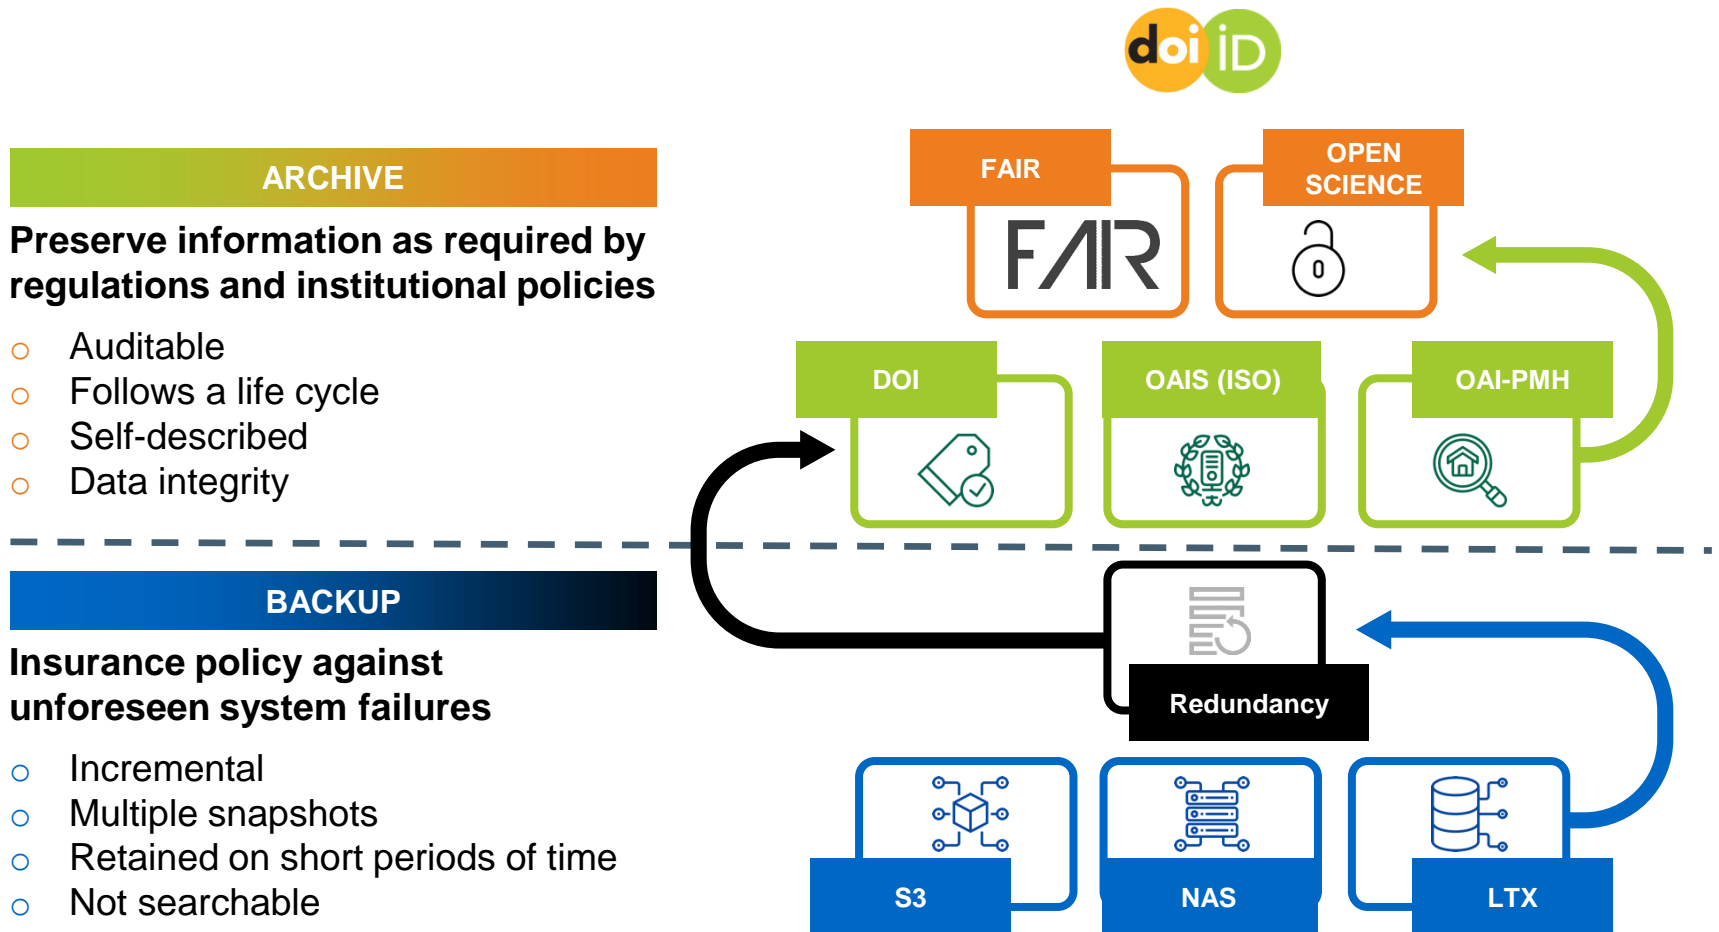 doi iD
ARCHIVE
Preserve information as required by
regulations and institutional policies
Auditable
Follows a life cycle
Self-described
Data integrity
FAIR
OPEN
SCIENCE
FAIR
DOI
OAIS (ISO)
OAI-PMH
BACKUP
Insurance policy against
unforeseen system failures
Incremental
Multiple snapshots
Retained on short periods of time
Not searchable
Redundancy
S3
NAS
LTX